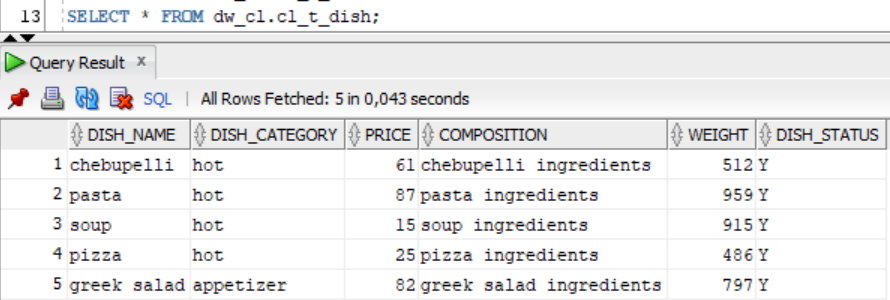 13 SELECT * FROM dw_cl.cl_t_dish;
Query Result x
SQL | All Rows Fetched: 5 in 0,043 seconds
DISH_NAME DISH_CATEGORY PRICE COMPOSITION WEIGHT DISH_STATUS
1 chebupelli hot 61 chebupelli ingredients 512 Y
2 pasta hot 87 pasta ingredients 959 Y
3 soup hot 15 soup ingredients 915 Y
4 pizza hot 25 pizza ingredients 486 Y
5 greek salad appetizer 82 greek salad ingredients 797 Y